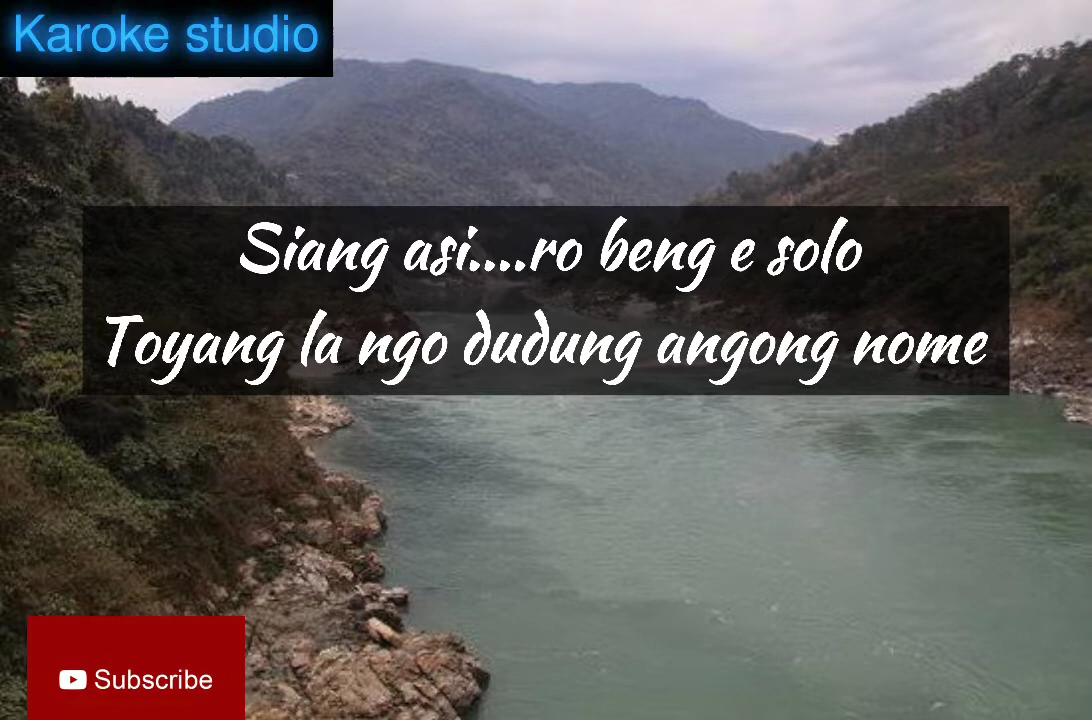 Karoke studio
Siang asi....ro beng e solo
Toyang la ngo dudung angong nome
Subscribe